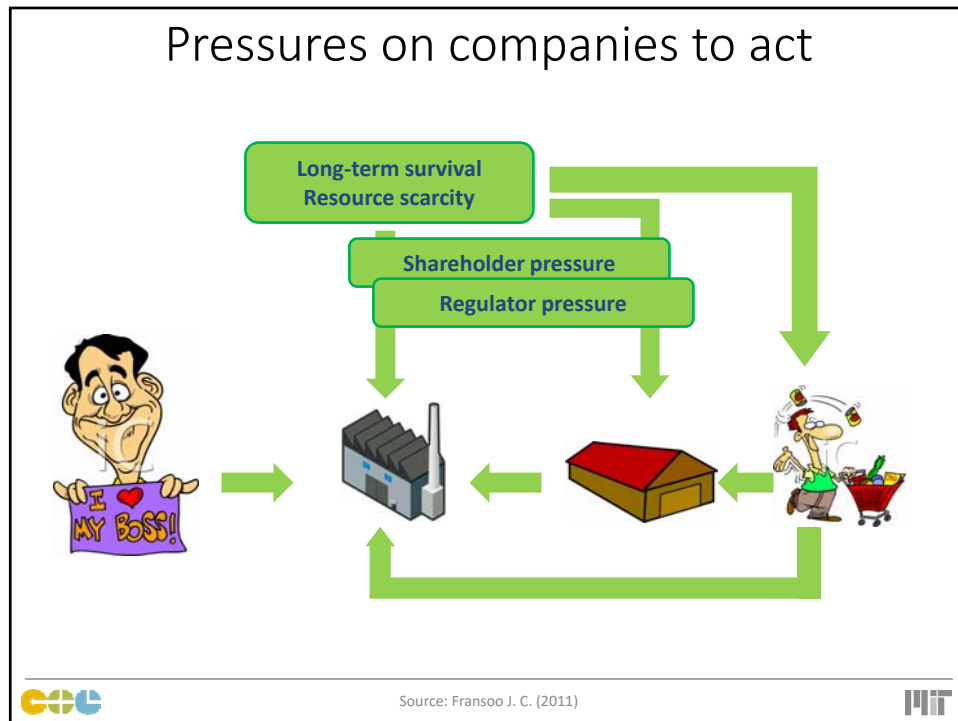 Pressures on companies to act
Long-term survival
Resource scarcity
Shareholder pressure
Regulator pressure
I ❤
MY BOSS!
iC
Source: Fransoo J. C. (2011)